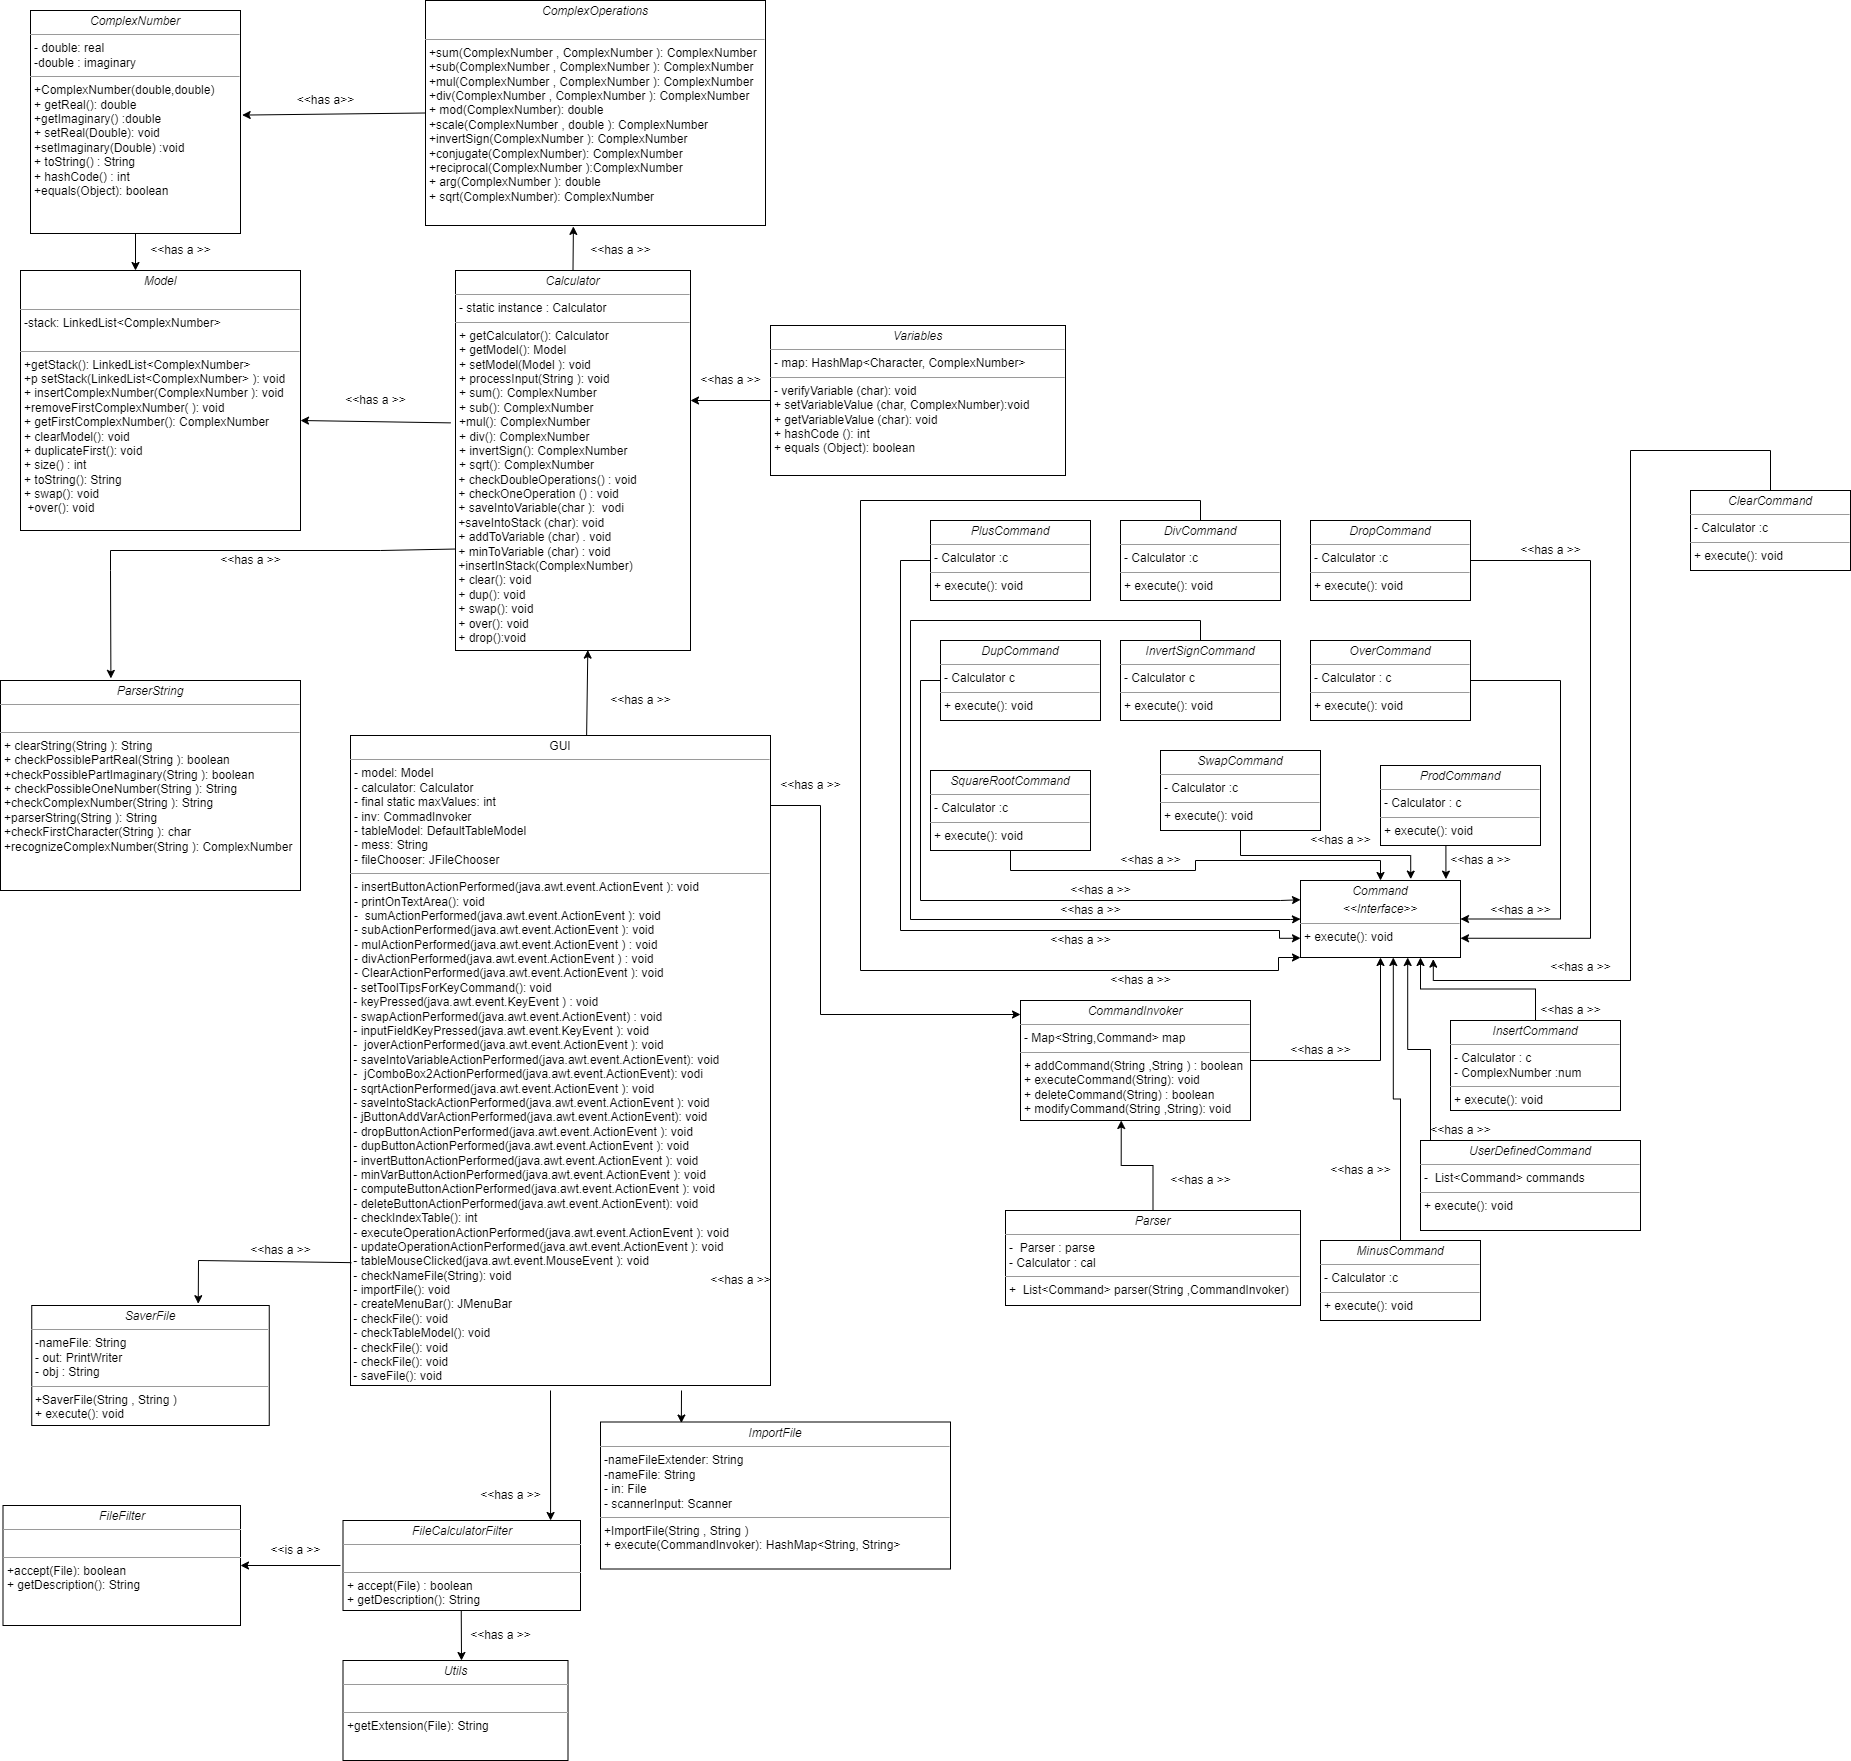 ComplexNumber
- double: real
-double : imaginary
+ComplexNumber(double,double)
+ getReal(): double
+getImaginary() :double
+ setReal(Double): void
+setImaginary(Double) :void
+ toString() : String
+ hashCode() : int
+equals(Object): boolean
<<has a>>
ComplexOperations
+sum(ComplexNumber , ComplexNumber ): ComplexNumber
+sub(ComplexNumber , ComplexNumber ): ComplexNumber
+mul(ComplexNumber , ComplexNumber ): ComplexNumber
+div(ComplexNumber , ComplexNumber ): ComplexNumber
+ mod(ComplexNumber): double
+scale(ComplexNumber , double ): ComplexNumber
+invertSign(ComplexNumber ): ComplexNumber
+conjugate(ComplexNumber): ComplexNumber
+reciprocal(ComplexNumber ):ComplexNumber
+ arg(ComplexNumber ): double
+ sqrt(ComplexNumber): ComplexNumber
<<has a >>
<<has a >>
Model
-stack: LinkedList<ComplexNumber>
+getStack(): LinkedList<ComplexNumber>
+p setStack(LinkedList<ComplexNumber> ): void
+ insertComplexNumber(ComplexNumber ): void
+removeFirstComplexNumber( ): void
+ getFirstComplexNumber(): ComplexNumber
+ clearModel(): void
+ duplicateFirst(): void
+ size() : int
+ toString(): String
+ swap(): void
+over(): void
<<has a >>
Calculator
- static instance : Calculator
+ getCalculator(): Calculator
+ getModel(): Model
+ setModel(Model ): void
+ processInput(String ): void
+ sum(): ComplexNumber
+ sub(): ComplexNumber
+mul(): ComplexNumber
+ div(): ComplexNumber
+ invertSign(): ComplexNumber
+ sqrt(): ComplexNumber
+ checkDoubleOperations() : void
+ checkOneOperation () : void
+ saveIntoVariable(char ): vodi
+saveIntoStack (char): void
+ addToVariable (char) . void
+ minToVariable (char) : void
+insertInStack(ComplexNumber)
+ clear(): void
+ dup(): void
+ swap(): void
+ over(): void
+ drop():void
<<has a >>
Variables
- map: HashMap<Character, ComplexNumber>
- verifyVariable (char): void
+ setVariableValue (char, ComplexNumber):void
+ getVariableValue (char): void
+ hashCode (): int
+ equals (Object): boolean
<<has a >>
ParserString
+ clearString(String ): String
+ checkPossiblePartReal(String ): boolean
+checkPossiblePartImaginary(String ): boolean
+ checkPossibleOneNumber(String ): String
+checkComplexNumber(String ): String
+parserString(String ): String
+checkFirstCharacter(String ): char
+recognizeComplexNumber(String ): ComplexNumber
<<has a >>
GUI
- model: Model
- calculator: Calculator
- final static maxValues: int
- inv: CommadInvoker
- tableModel: DefaultTableModel
- mess: String
- fileChooser: JFileChooser
- insertButtonActionPerformed(java.awt.event.ActionEvent ): void
- printOnTextArea(): void
- sumActionPerformed(java.awt.event.ActionEvent ): void
- subActionPerformed(java.awt.event.ActionEvent ): void
- mulActionPerformed(java.awt.event.ActionEvent ) : void
- divActionPerformed(java.awt.event.ActionEvent ) : void
- ClearActionPerformed(java.awt.event.ActionEvent ): void
- setToolTipsForKeyCommand(): void
- keyPressed(java.awt.event.KeyEvent ) : void
- swapActionPerformed(java.awt.event.ActionEvent) : void
- inputFieldKeyPressed(java.awt.event.KeyEvent ): void
- joverActionPerformed(java.awt.event.ActionEvent ): void
- saveIntoVariableActionPerformed(java.awt.event.ActionEvent): void
- jComboBox2ActionPerformed(java.awt.event.ActionEvent): vodi
- sqrtActionPerformed(java.awt.event.ActionEvent ): void
- saveIntoStackActionPerformed(java.awt.event.ActionEvent ): void
- jButtonAddVarActionPerformed(java.awt.event.ActionEvent): void
- dropButtonActionPerformed(java.awt.event.ActionEvent ): void
- dupButtonActionPerformed(java.awt.event.ActionEvent ): void
- invertButtonActionPerformed(java.awt.event.ActionEvent ): void
- minVarButtonActionPerformed(java.awt.event.ActionEvent ): void
- computeButtonActionPerformed(java.awt.event.ActionEvent ): void
- deleteButtonActionPerformed(java.awt.event.ActionEvent): void
- checkIndexTable(): int
- executeOperationActionPerformed(java.awt.event.ActionEvent ): void
- updateOperationActionPerformed(java.awt.event.ActionEvent ): void
- tableMouseClicked(java.awt.event.MouseEvent ): void
- checkNameFile(String): void
- importFile(): void
- createMenuBar(): JMenuBar
- checkFile(): void
- checkTableModel(): void
- checkFile(): void
- checkFile(): void
- saveFile(): void
<<has a >>
<<has a >>
<<has a >>
SaverFile
-nameFile: String
- out: PrintWriter
- obj : String
+SaverFile(String , String )
+ execute(): void
<<has a >>
ImportFile
-nameFileExtender: String
-nameFile: String
- in: File
- scannerInput: Scanner
+ImportFile(String , String )
+ execute(CommandInvoker): HashMap<String, String>
FileFilter
+accept(File): boolean
+ getDescription(): String
<<is a >>
FileCalculatorFilter
+ accept(File) : boolean
+ getDescription(): String
<<has a >>
Utils
+getExtension(File): String
PlusCommand
- Calculator :c
+ execute(): void
DivCommand
- Calculator :c
+ execute(): void
DropCommand
- Calculator :c
+ execute(): void
<<has a >>
ClearCommand
- Calculator :c
+ execute(): void
DupCommand
- Calculator c
+ execute(): void
InvertSignCommand
- Calculator c
+ execute(): void
OverCommand
- Calculator : c
+ execute(): void
SquareRootCommand
- Calculator :c
+ execute(): void
SwapCommand
- Calculator :c
+ execute(): void
ProdCommand
- Calculator : c
+ execute(): void
<<has a >>
<<has a >>
<<has a >>
<<has a >>
<<has a >>
<<has a >>
<<has a >>
Command
<<Interface>>
+ execute(): void
<<has a >>
<<has a >>
CommandInvoker
- Map<String,Command> map
+ addCommand(String ,String ) : boolean
+ executeCommand(String): void
+ deleteCommand(String) : boolean
+ modifyCommand(String ,String): void
<<has a >>
<<has a >>
InsertCommand
- Calculator : c
- ComplexNumber :num
+ execute(): void
<<has a >>
UserDefinedCommand
- List<Command> commands
+ execute(): void
<<has a >>
MinusCommand
- Calculator :c
+ execute(): void
<<has a >>
Parser
- Parser : parse
- Calculator : cal
+ List<Command> parser(String ,CommandInvoker)